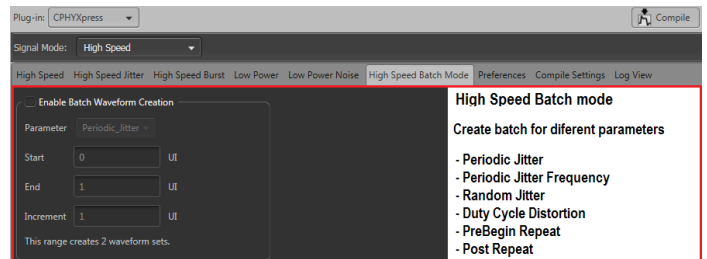 Plug-in: CPHYXpress Compile
Signal Mode: High Speed
High Speed High Speed Jitter High Speed Burst Low Power Low Power Noise High Speed Batch Mode Preferences Compile Settings Log View
Enable Batch Waveform Creation
Parameter Periodic_Jitter
Start 0 UI
End 1 UI
Increment 1 UI
This range creates 2 waveform sets.
High Speed Batch mode
Create batch for diferent parameters
- Periodic Jitter
- Periodic Jitter Frequency
- Random Jitter
- Duty Cycle Distortion
- PreBegin Repeat
- Post Repeat